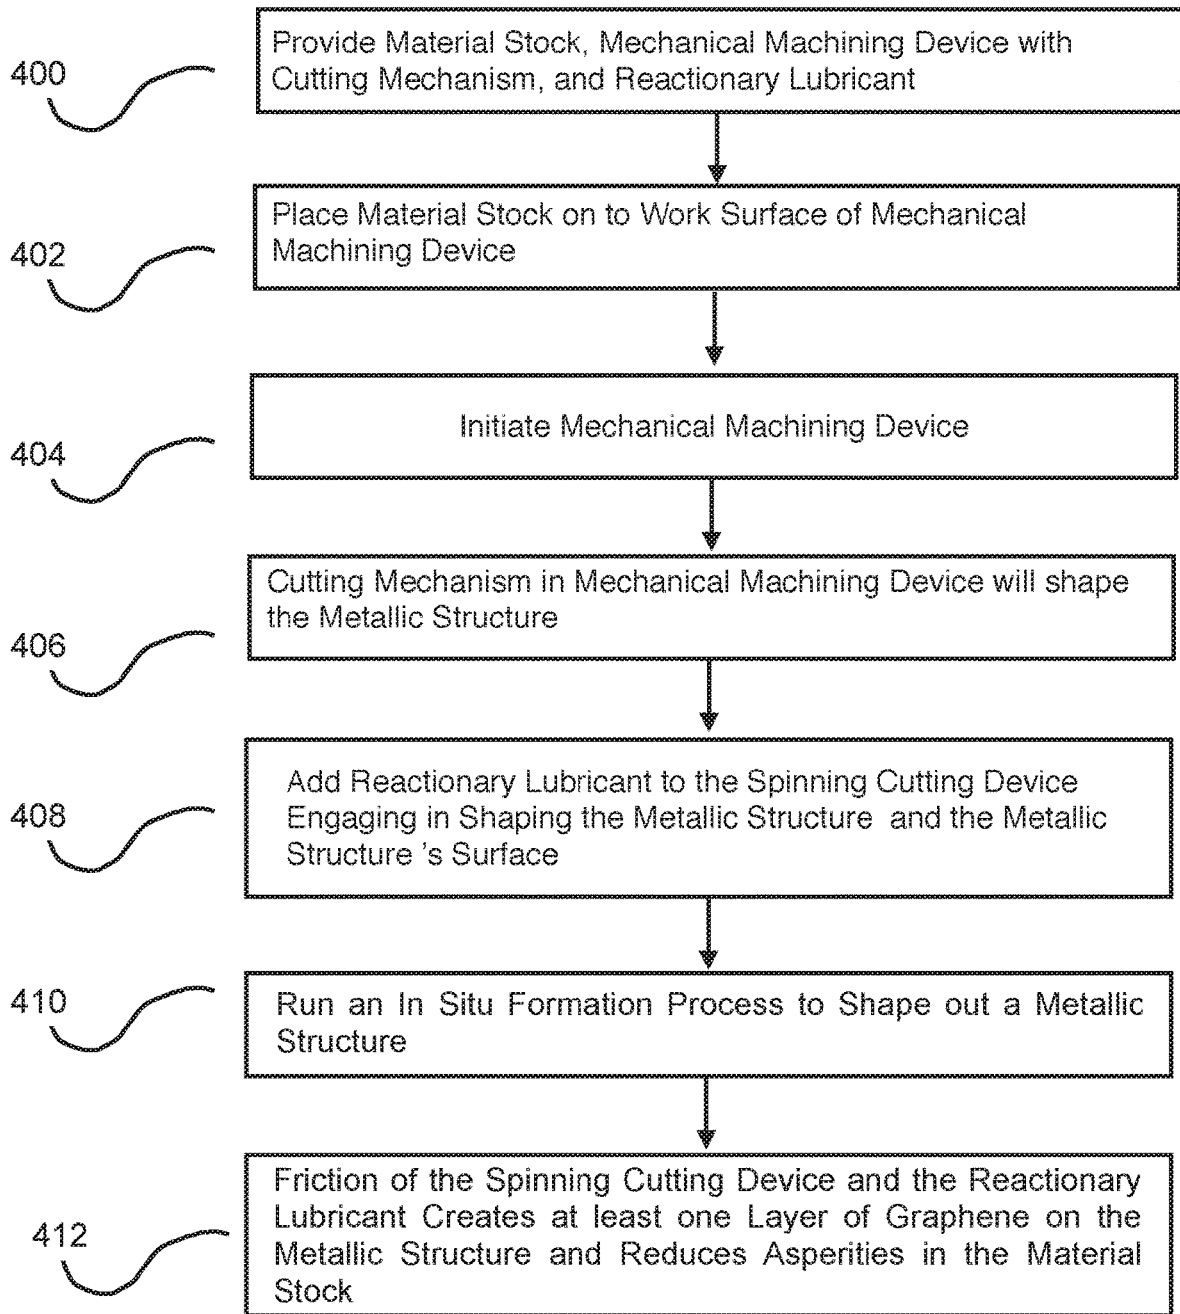 400
Provide Material Stock, Mechanical Machining Device with
Cutting Mechanism, and Reactionary Lubricant
402
Place Material Stock on to Work Surface of Mechanical
Machining Device
404
Initiate Mechanical Machining Device
406
Cutting Mechanism in Mechanical Machining Device will shape
the Metallic Structure
408
Add Reactionary Lubricant to the Spinning Cutting Device
Engaging in Shaping the Metallic Structure and the Metallic
Structure 's Surface
410
Run an In Situ Formation Process to Shape out a Metallic
Structure
412
Friction of the Spinning Cutting Device and the Reactionary
Lubricant Creates at least one Layer of Graphene on the
Metallic Structure and Reduces Asperities in the Material
Stock